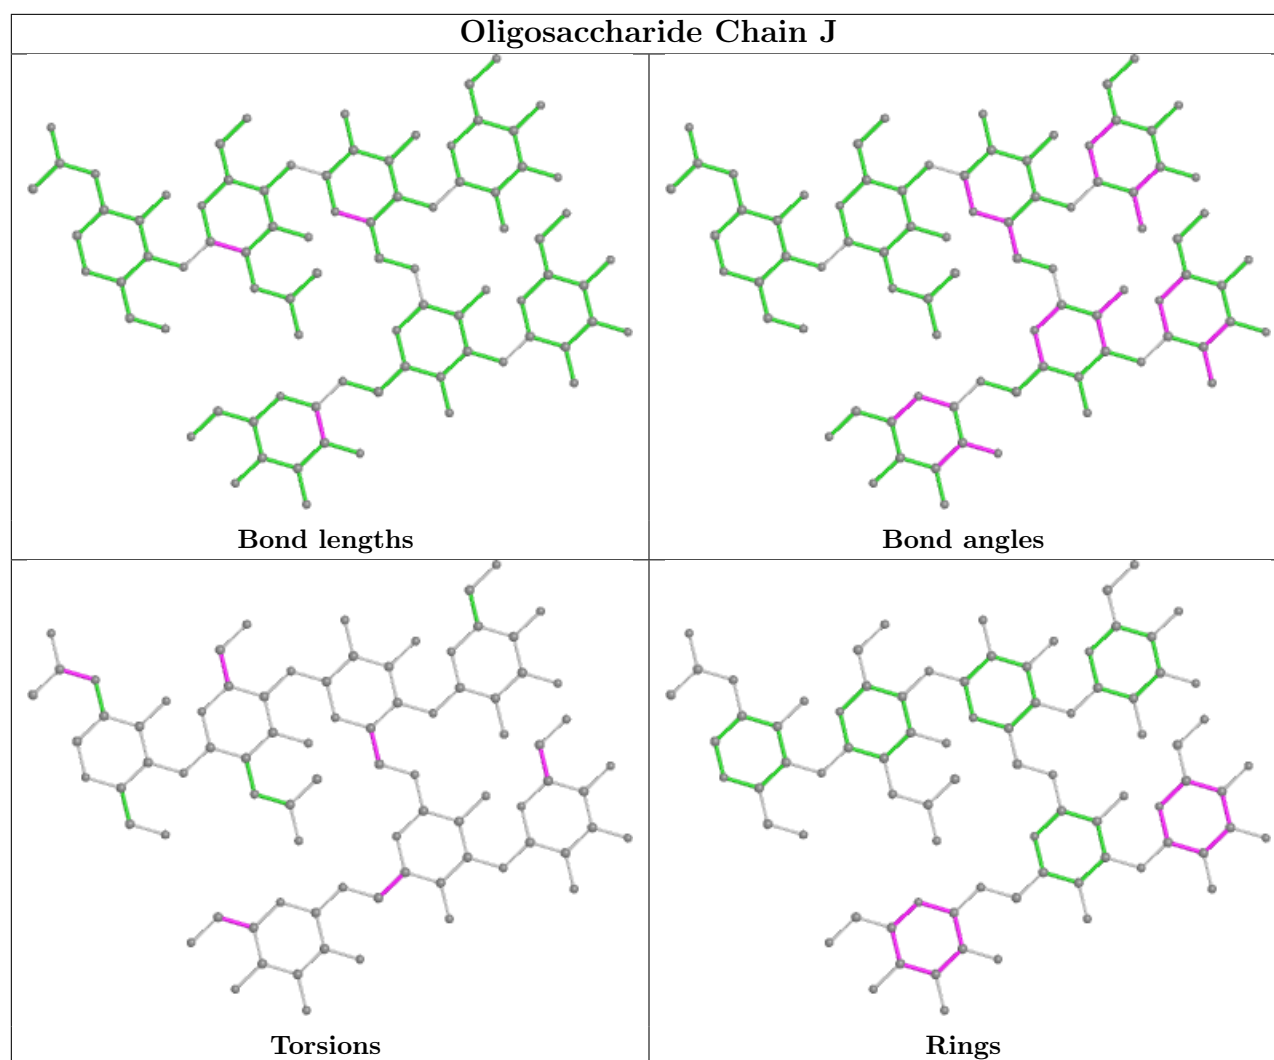 Oligosaccharide Chain J
Bond lengths
Bond angles
Torsions
Rings